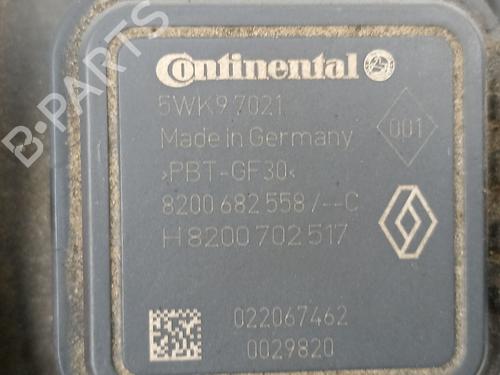 B-PARTS
Continental
5WK9 7021
Made in Germany
001
>PBT-GF30<
8200 682 558 /--C
H 8200 702 517
022067462
0029820